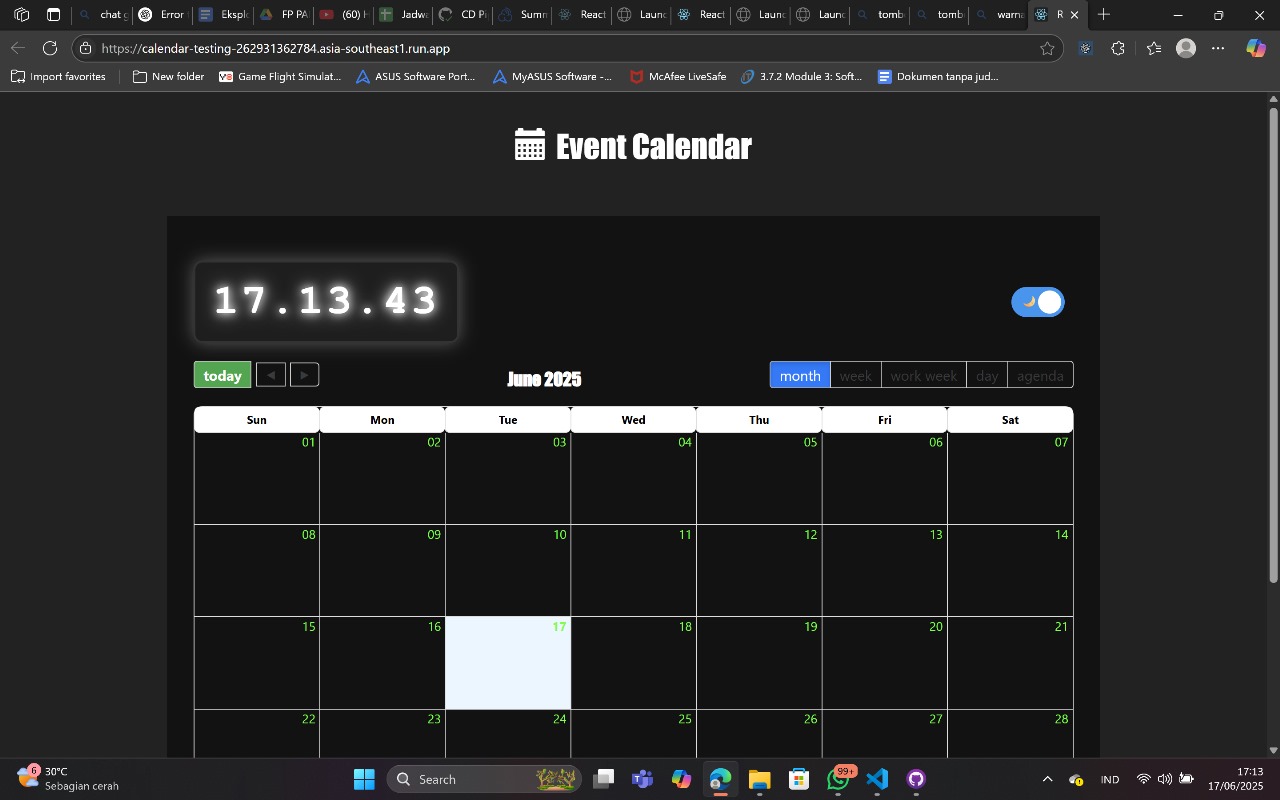 chat g
Error
Ekspl
FP PA
(60) H
Jadwa
CD Pi
Summ
React
Launc
React
Launc
Launc
tomb
tomb
warna
R
https://calendar-testing-262931362784.asia-southeast1.run.app
Import favorites
New folder
Game Flight Simulat...
ASUS Software Port...
MyASUS Software -...
McAfee LiveSafe
3.7.2 Module 3: Soft...
Dokumen tanpa jud...
Event Calendar
17.13.43
today
June 2025
month week work week day agenda
Sun Mon Tue Wed Thu Fri Sat
01 02 03 04 05 06 07
08 09 10 11 12 13 14
15 16 17 18 19 20 21
22 23 24 25 26 27 28
6
30°C
Sebagian cerah
Search
99+
IND
17:13
17/06/2025